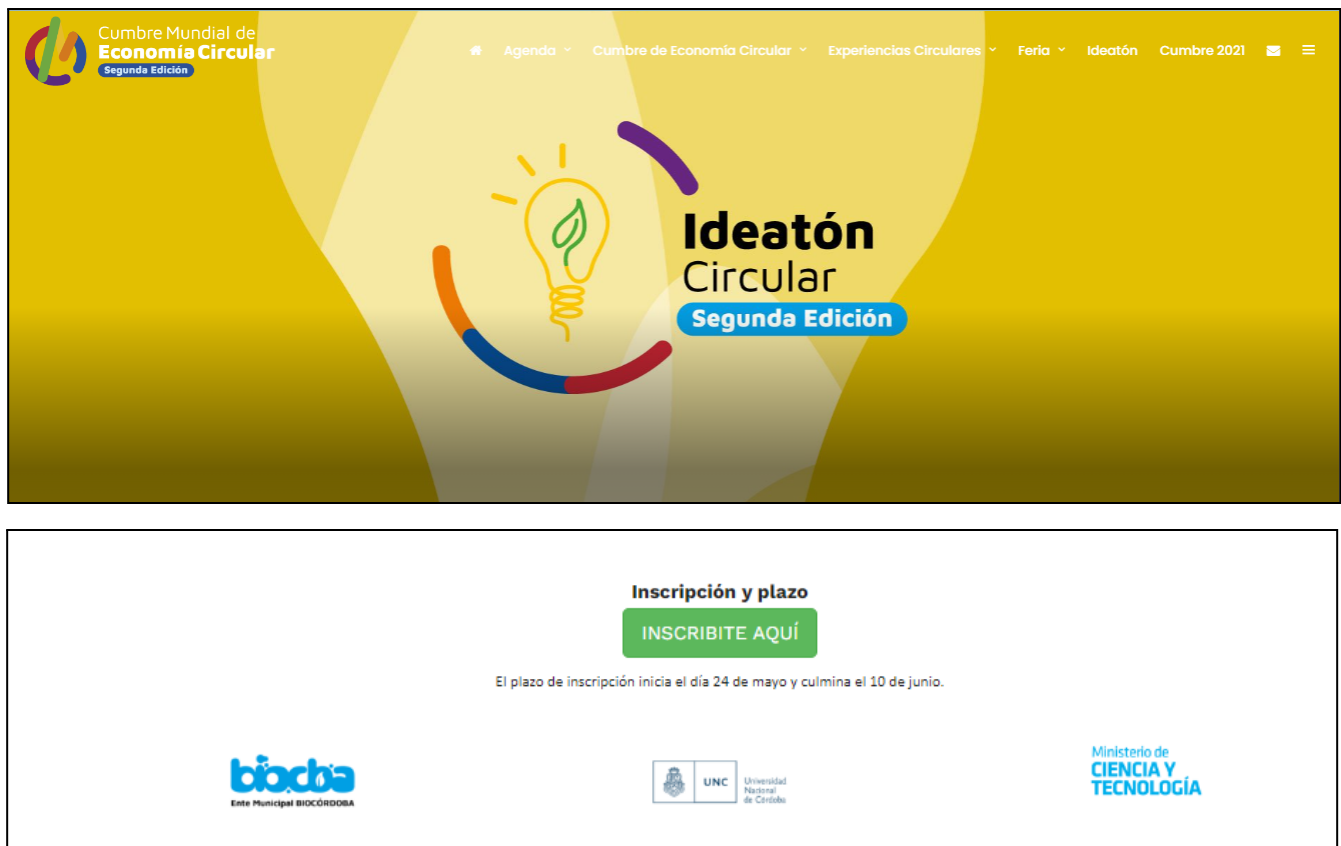 Cumbre Mundial de
Economía Circular
Segunda Edición
Agenda
Cumbre de Economía Circular
Experiencias Circulares
Feria
Ideatón
Cumbre 2021
Ideatón
Circular
Segunda Edición
Inscripción y plazo
INSCRIBITE AQUÍ
El plazo de inscripción inicia el día 24 de mayo y culmina el 10 de junio.
biocba
Ente Municipal BIOCÓRDOBA
UNC
Universidad
Nacional
de Córdoba
Ministerio de
CIENCIA Y
TECNOLOGÍA